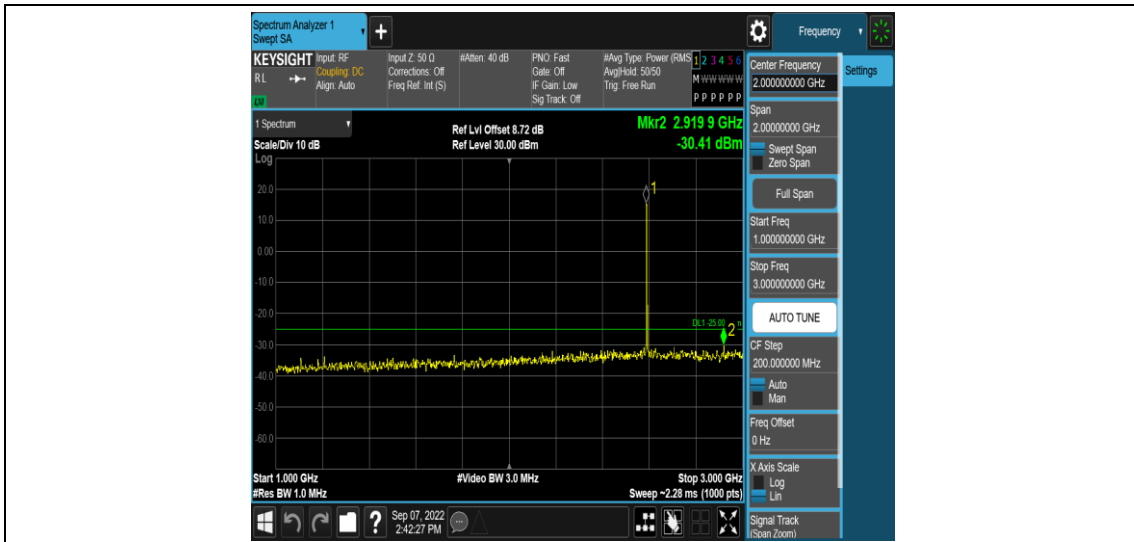 Spectrum Analyzer 1
Swept SA
+
Frequency
KEYSIGHT
RL
LM
Input: RF
Coupling: DC
Align: Auto
Input Z: 50 Ω
Corrections: Off
Freq Ref: Int (S)
#Atten: 40 dB
PNO: Fast
Gate: Off
IF Gain: Low
Sig Track: Off
#Avg Type: Power (RMS
Avg|Hold: 50/50
Trig: Free Run
1 2 3 4 5 6
M W W W W W
P P P P P P
Center Frequency
2.000000000 GHz
Settings
1 Spectrum
Scale/Div 10 dB
Ref Lvl Offset 8.72 dB
Ref Level 30.00 dBm
Mkr2 2.919 9 GHz
-30.41 dBm
Span
2.00000000 GHz
Swept Span
Zero Span
Full Span
Start Freq
1.000000000 GHz
Stop Freq
3.000000000 GHz
AUTO TUNE
CF Step
200.000000 MHz
Auto
Man
Freq Offset
0 Hz
X Axis Scale
Log
Lin
Signal Track
(Span Zoom)
Log
20.0
10.0
0.00
-10.0
-20.0
-30.0
-40.0
-50.0
-60.0
1
DL1 -25.00
2
Start 1.000 GHz
#Res BW 1.0 MHz
#Video BW 3.0 MHz
Stop 3.000 GHz
Sweep ~2.28 ms (1000 pts)
?
Sep 07, 2022
2:42:27 PM